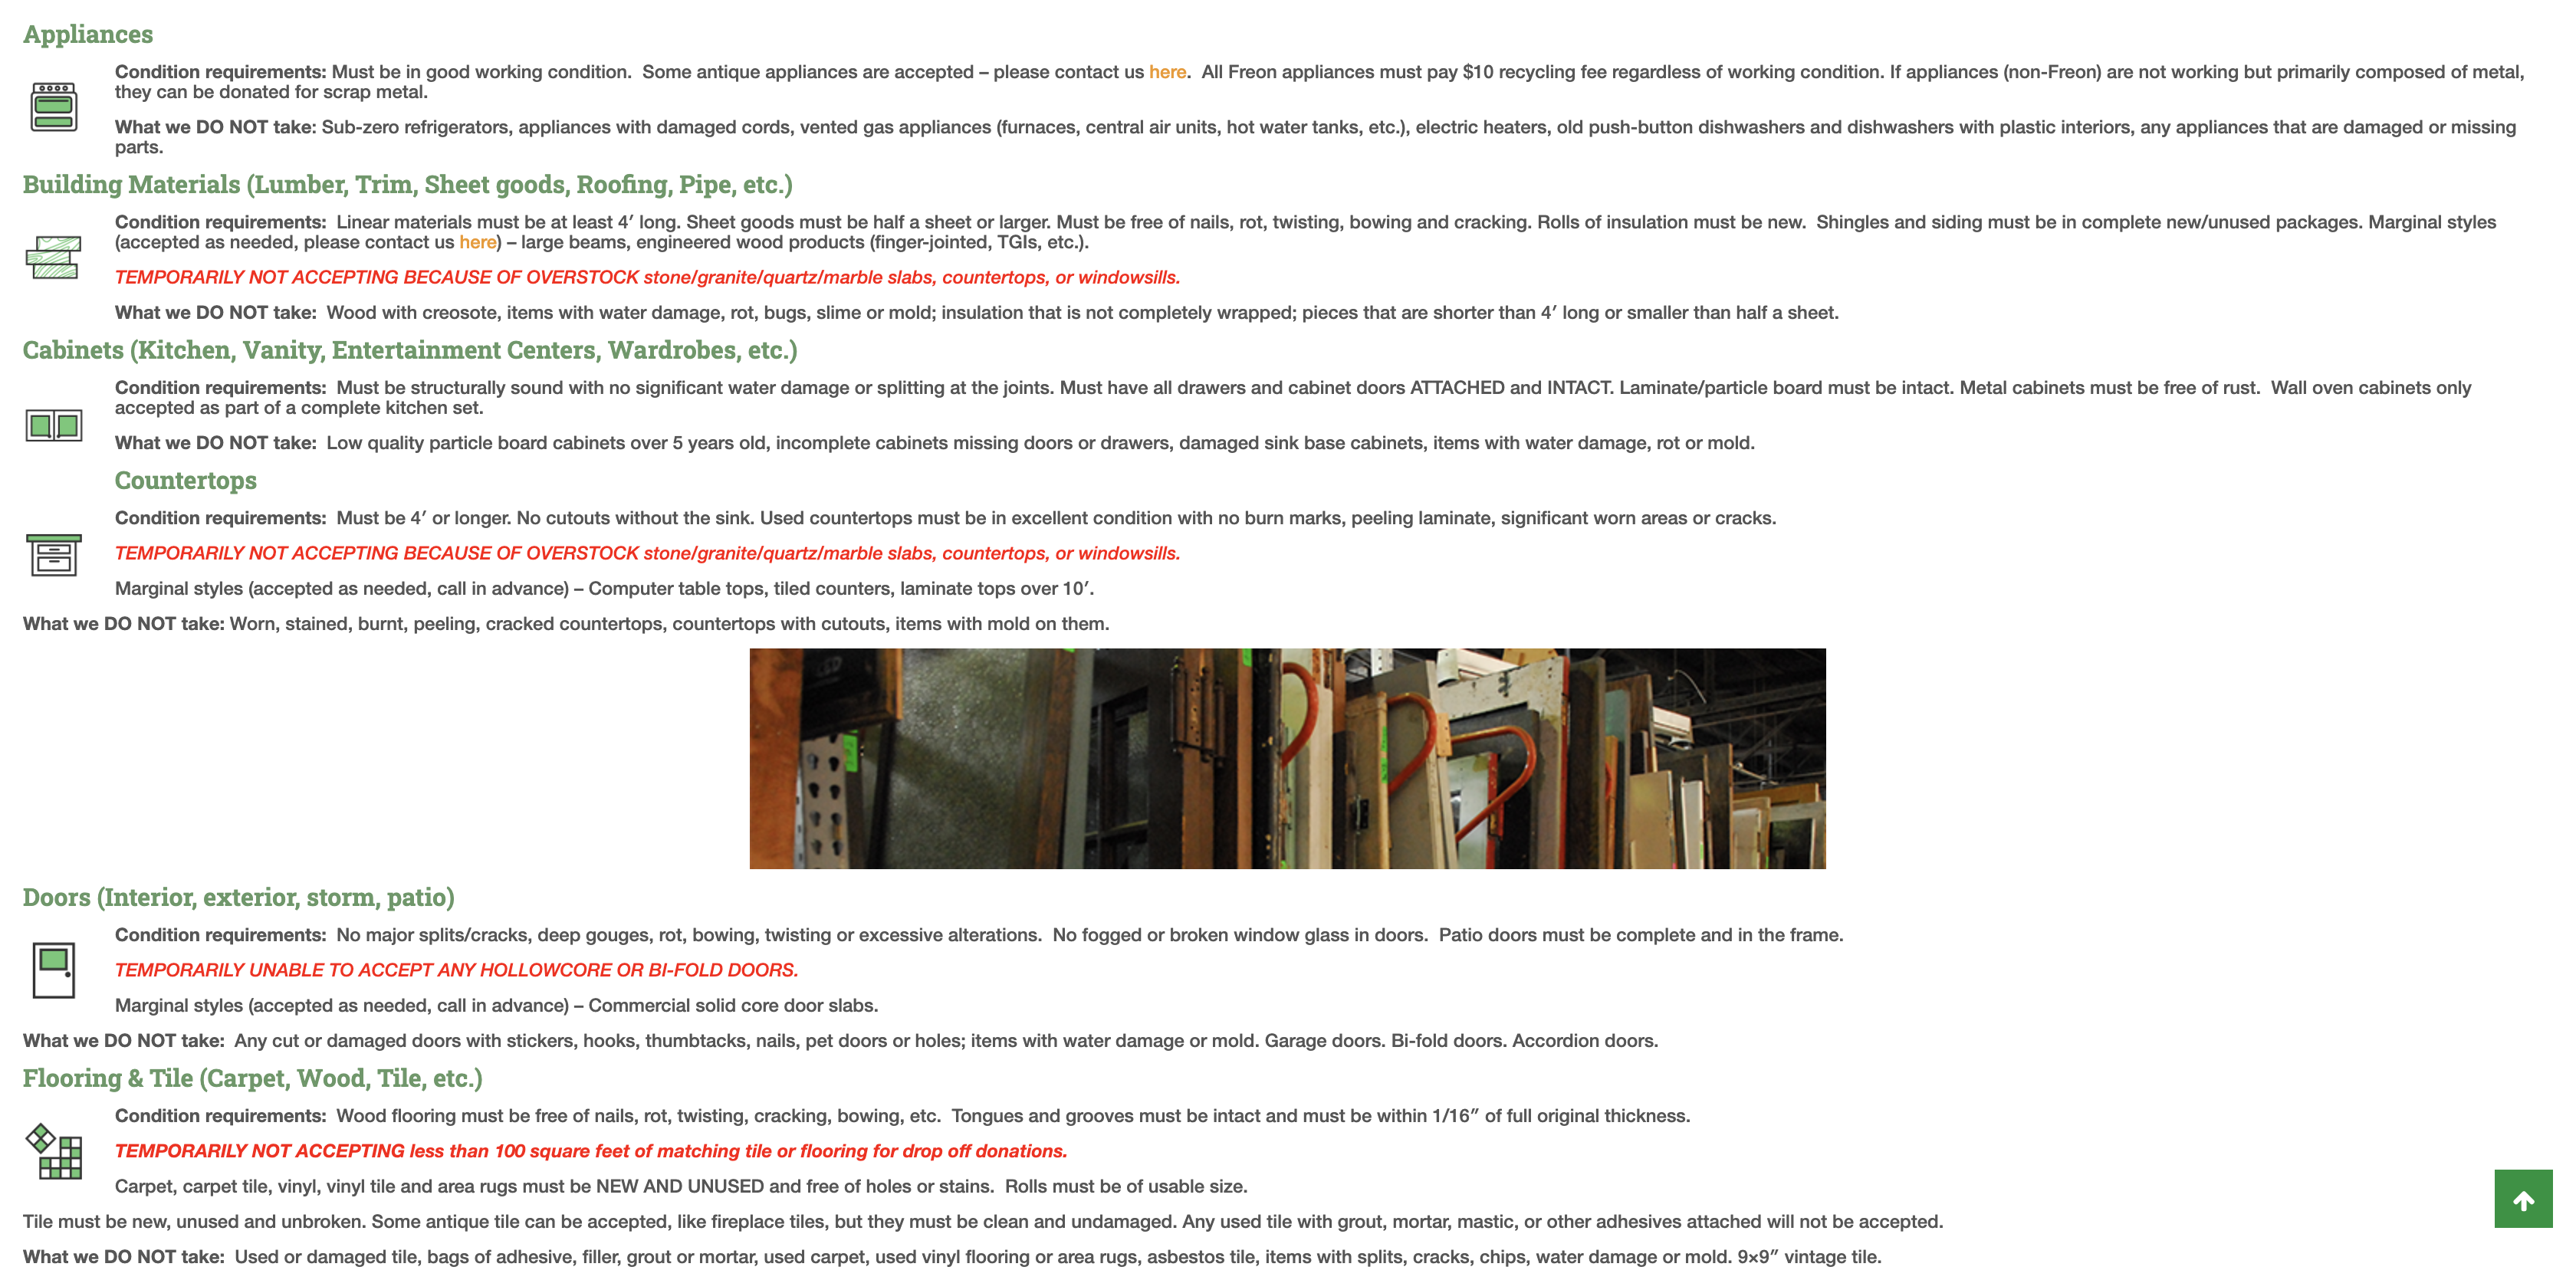 Appliances
Condition requirements: Must be in good working condition.  Some antique appliances are accepted – please contact us here.  All Freon appliances must pay $10 recycling fee regardless of working condition. If appliances (non-Freon) are not working but primarily composed of metal,
they can be donated for scrap metal.
What we DO NOT take: Sub-zero refrigerators, appliances with damaged cords, vented gas appliances (furnaces, central air units, hot water tanks, etc.), electric heaters, old push-button dishwashers and dishwashers with plastic interiors, any appliances that are damaged or missing
parts.
Building Materials (Lumber, Trim, Sheet goods, Roofing, Pipe, etc.)
Condition requirements:  Linear materials must be at least 4′ long. Sheet goods must be half a sheet or larger. Must be free of nails, rot, twisting, bowing and cracking. Rolls of insulation must be new.  Shingles and siding must be in complete new/unused packages. Marginal styles
(accepted as needed, please contact us here) – large beams, engineered wood products (finger-jointed, TGIs, etc.).
TEMPORARILY NOT ACCEPTING BECAUSE OF OVERSTOCK stone/granite/quartz/marble slabs, countertops, or windowsills.
What we DO NOT take:  Wood with creosote, items with water damage, rot, bugs, slime or mold; insulation that is not completely wrapped; pieces that are shorter than 4′ long or smaller than half a sheet.
Cabinets (Kitchen, Vanity, Entertainment Centers, Wardrobes, etc.)
Condition requirements:  Must be structurally sound with no significant water damage or splitting at the joints. Must have all drawers and cabinet doors ATTACHED and INTACT. Laminate/particle board must be intact. Metal cabinets must be free of rust.  Wall oven cabinets only
accepted as part of a complete kitchen set.
What we DO NOT take:  Low quality particle board cabinets over 5 years old, incomplete cabinets missing doors or drawers, damaged sink base cabinets, items with water damage, rot or mold.
Countertops
Condition requirements:  Must be 4′ or longer. No cutouts without the sink. Used countertops must be in excellent condition with no burn marks, peeling laminate, significant worn areas or cracks.
TEMPORARILY NOT ACCEPTING BECAUSE OF OVERSTOCK stone/granite/quartz/marble slabs, countertops, or windowsills.
Marginal styles (accepted as needed, call in advance) – Computer table tops, tiled counters, laminate tops over 10′.
What we DO NOT take: Worn, stained, burnt, peeling, cracked countertops, countertops with cutouts, items with mold on them.
Doors (Interior, exterior, storm, patio)
Condition requirements:  No major splits/cracks, deep gouges, rot, bowing, twisting or excessive alterations.  No fogged or broken window glass in doors.  Patio doors must be complete and in the frame.
TEMPORARILY UNABLE TO ACCEPT ANY HOLLOWCORE OR BI-FOLD DOORS.
Marginal styles (accepted as needed, call in advance) – Commercial solid core door slabs.
What we DO NOT take:  Any cut or damaged doors with stickers, hooks, thumbtacks, nails, pet doors or holes; items with water damage or mold. Garage doors. Bi-fold doors. Accordion doors.
Flooring & Tile (Carpet, Wood, Tile, etc.)
Condition requirements:  Wood flooring must be free of nails, rot, twisting, cracking, bowing, etc.  Tongues and grooves must be intact and must be within 1/16″ of full original thickness.
TEMPORARILY NOT ACCEPTING less than 100 square feet of matching tile or flooring for drop off donations.
Carpet, carpet tile, vinyl, vinyl tile and area rugs must be NEW AND UNUSED and free of holes or stains.  Rolls must be of usable size.
Tile must be new, unused and unbroken. Some antique tile can be accepted, like fireplace tiles, but they must be clean and undamaged. Any used tile with grout, mortar, mastic, or other adhesives attached will not be accepted.
What we DO NOT take:  Used or damaged tile, bags of adhesive, filler, grout or mortar, used carpet, used vinyl flooring or area rugs, asbestos tile, items with splits, cracks, chips, water damage or mold. 9×9″ vintage tile.